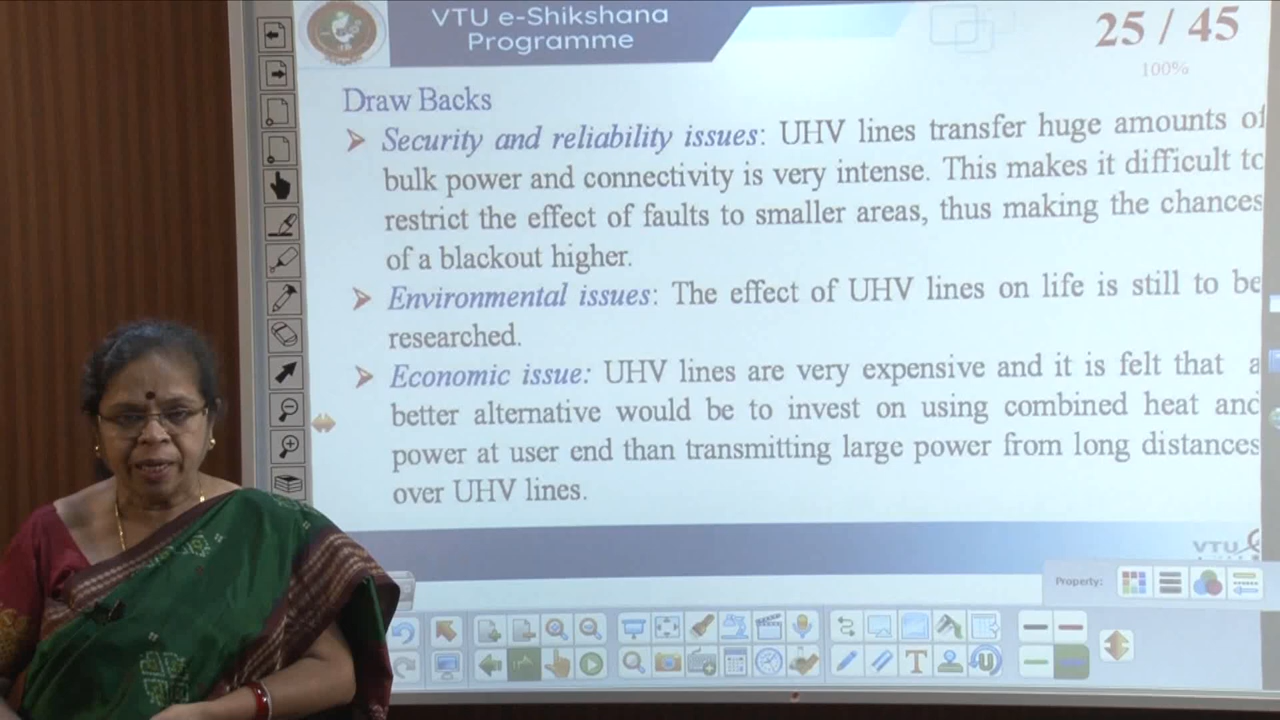 VTU e-Shikshana
Programme
25 / 45
100%
Draw Backs
Security and reliability issues: UHV lines transfer huge amounts of
bulk power and connectivity is very intense. This makes it difficult to
restrict the effect of faults to smaller areas, thus making the chances
of a blackout higher.
Environmental issues: The effect of UHV lines on life is still to be
researched.
Economic issue: UHV lines are very expensive and it is felt that a
better alternative would be to invest on using combined heat and
power at user end than transmitting large power from long distances
over UHV lines.
VTU
Property: